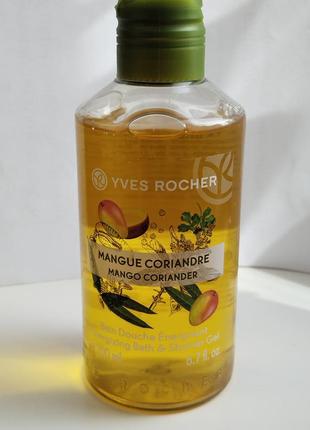 YVES ROCHER
MANGUE CORIANDRE
MANGO CORIANDER
Bain Douche Énergisant
Energizing Bath & Shower Gel
6.7 fl. oz.